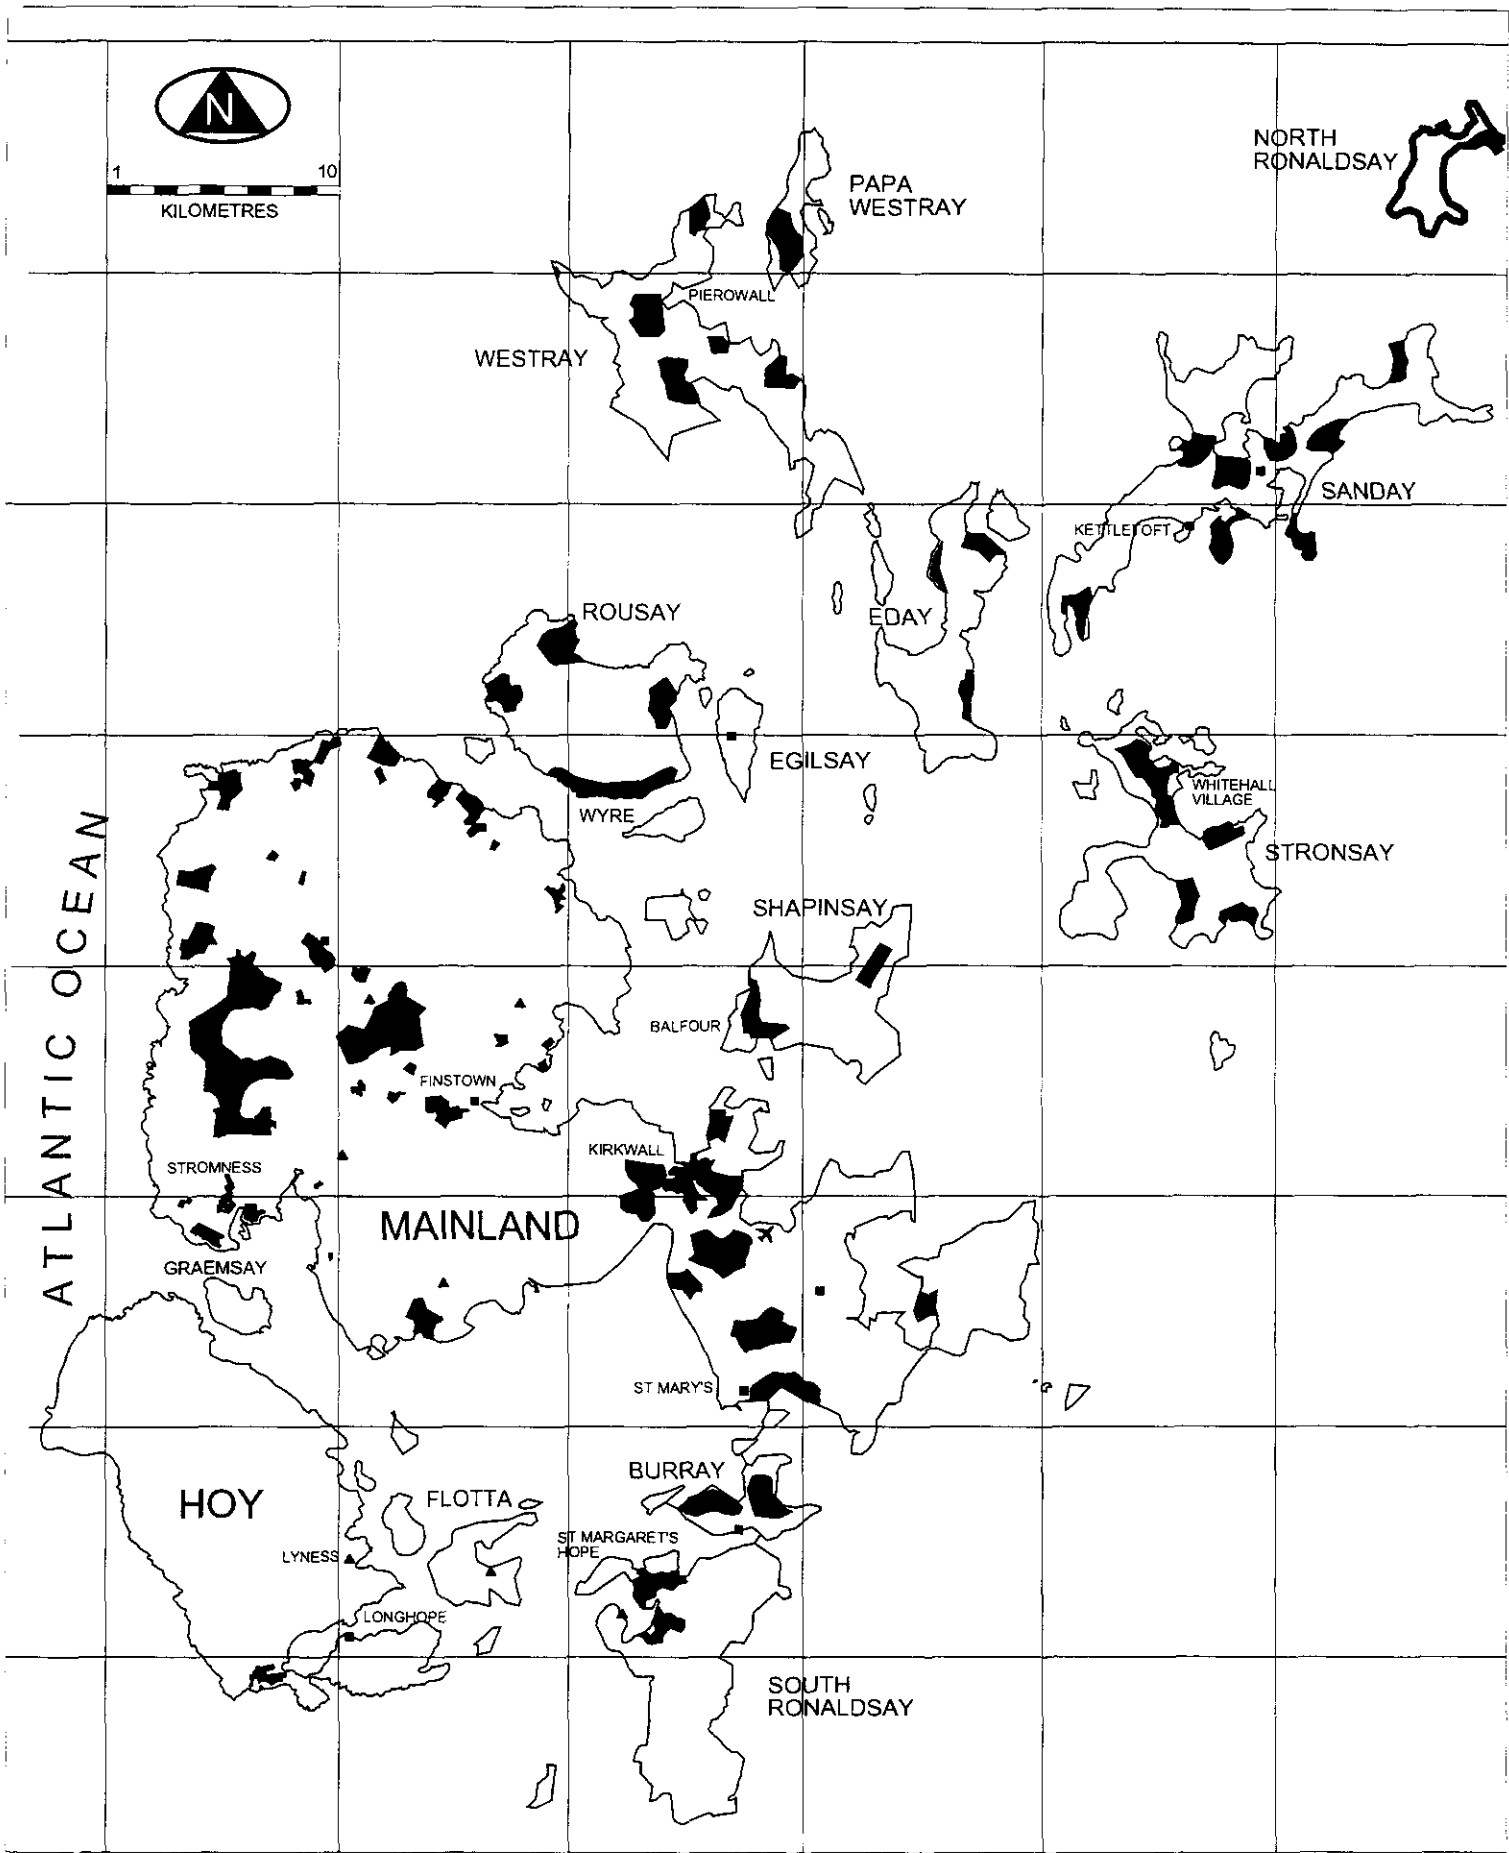 N
1 10
KILOMETRES
NORTH
RONALDSAY
PAPA
WESTRAY
PIEROWALL
WESTRAY
SANDAY
KETTLETOFT
ROUSAY
EDAY
EGILSAY
WYRE
WHITEHALL
VILLAGE
STRONSAY
SHAPINSAY
ATLANTIC OCEAN
BALFOUR
FINSTOWN
KIRKWALL
STROMNESS
MAINLAND
GRAEMSAY
ST MARY'S
BURRAY
HOY
FLOTTA
ST MARGARET'S
HOPE
LYNESS
LONGHOPE
SOUTH
RONALDSAY